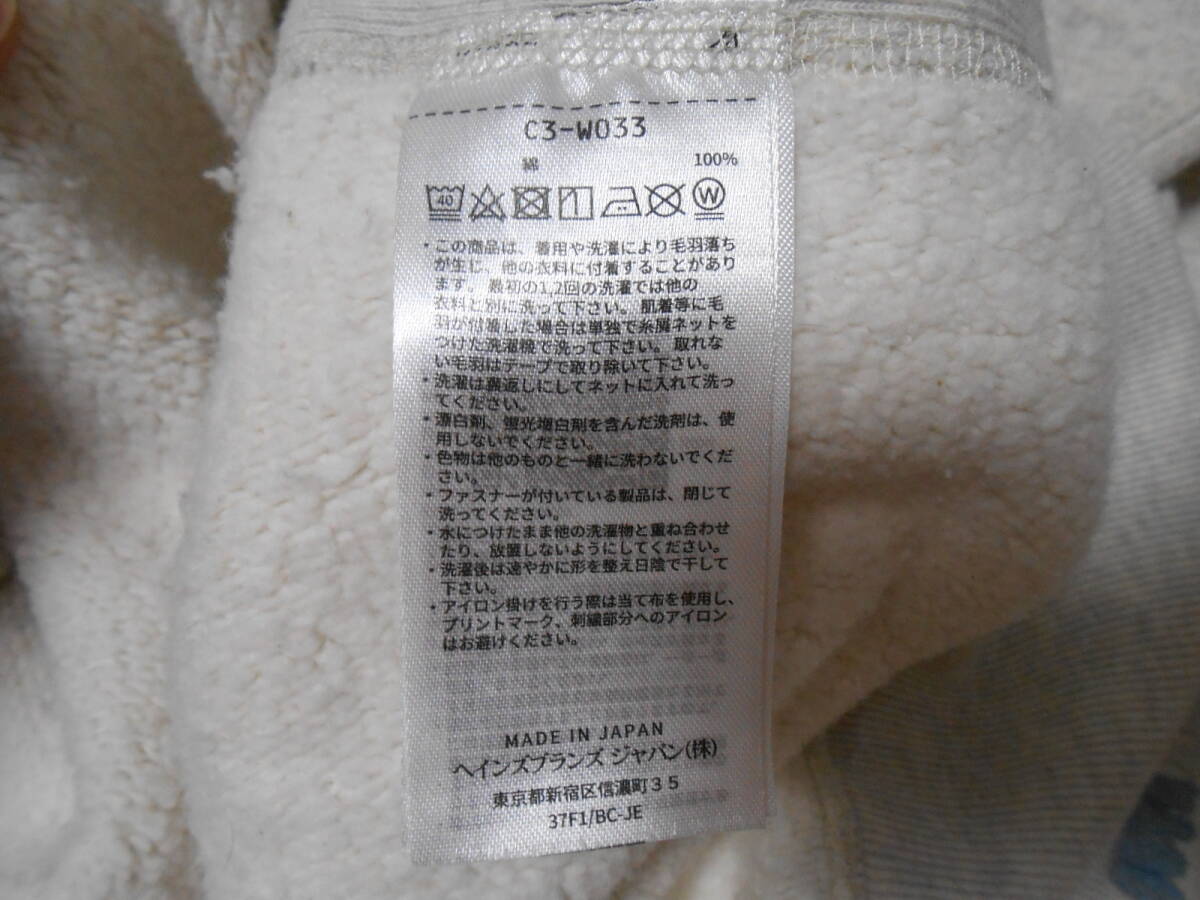 C3-W033
綿 100%
40 W
・この商品は、着用や洗濯により毛羽落ち
が生じ、他の衣料に付着することがあり
ます。最初の1,2回の洗濯では他の
衣料と別に洗って下さい。肌着等に毛
羽が付着した場合は単独で糸屑ネットを
つけた洗濯機で洗って下さい。取れな
い毛羽はテープで取り除いて下さい。
・洗濯は裏返しにしてネットに入れて洗っ
てください。
・漂白剤、蛍光増白剤を含んだ洗剤は、使
用しないでください。
・色物は他のものと一緒に洗わないでくだ
さい。
・ファスナーが付いている製品は、閉じて
洗ってください。
・水につけたまま他の洗濯物と重ね合わせ
たり、放置しないようにしてください。
・洗濯後は速やかに形を整え日陰で干して
下さい。
・アイロン掛けを行う際は当て布を使用し、
プリントマーク、刺繍部分へのアイロン
はお避けください。
MADE IN JAPAN
ヘインズブランズ ジャパン(株)
東京都新宿区信濃町35
37F1/BC-JE